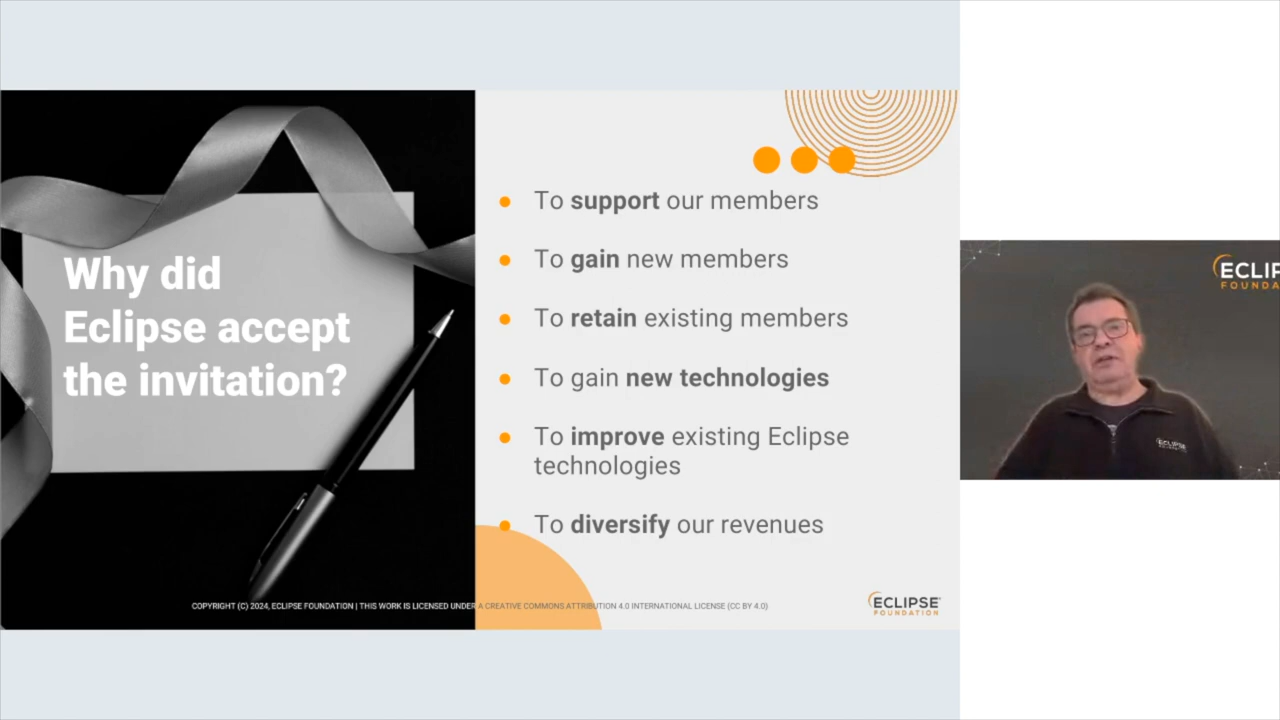 Why did
Eclipse accept
the invitation?
To support our members
To gain new members
To retain existing members
To gain new technologies
To improve existing Eclipse
technologies
To diversify our revenues
COPYRIGHT (C) 2024, ECLIPSE FOUNDATION | THIS WORK IS LICENSED UNDER A CREATIVE COMMONS ATTRIBUTION 4.0 INTERNATIONAL LICENSE (CC BY 4.0)
ECLIPSE
FOUNDATION
ECLIP
FOUNDA
ECLIPSE